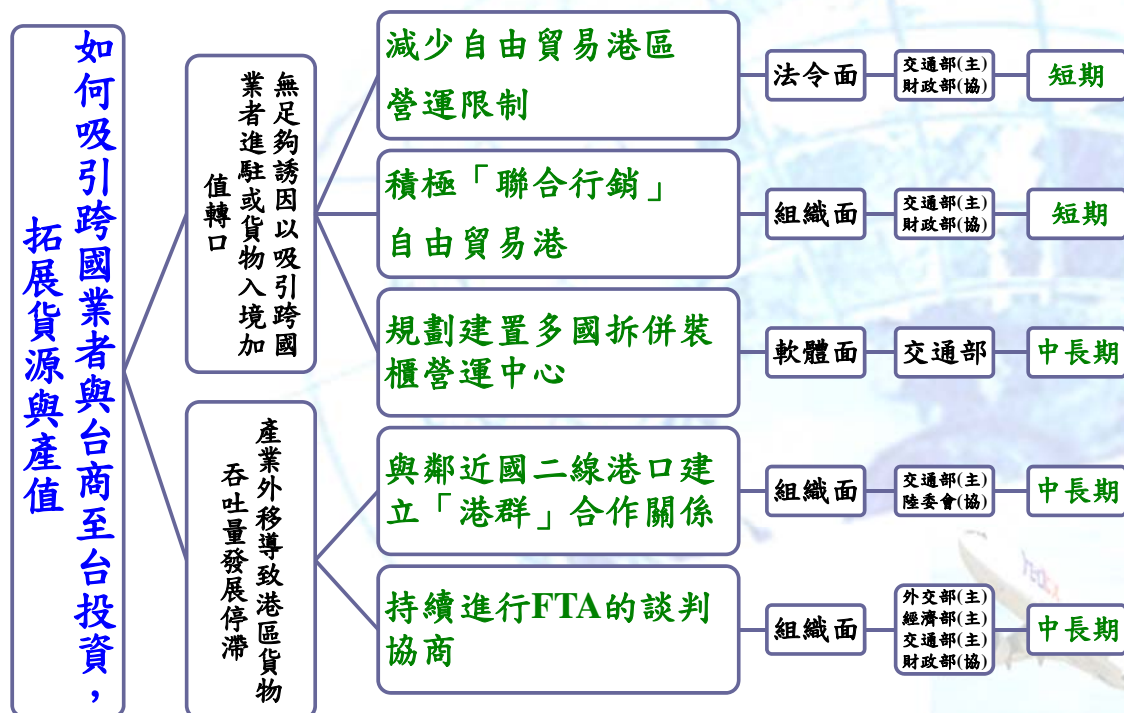 如何吸引跨國業者與台商至台投資，
拓展貨源與產值
無足夠誘因以吸引跨國
業者進駐或貨物入境加
值轉口
減少自由貿易港區
營運限制
法令面
交通部(主)
財政部(協)
短期
積極「聯合行銷」
自由貿易港
組織面
交通部(主)
財政部(協)
短期
規劃建置多國拆併裝
櫃營運中心
軟體面
交通部
中長期
產業外移導致港區貨物
吞吐量發展停滯
與鄰近國二線港口建
立「港群」合作關係
組織面
交通部(主)
陸委會(協)
中長期
持續進行FTA的談判
協商
組織面
外交部(主)
經濟部(主)
交通部(主)
財政部(協)
中長期